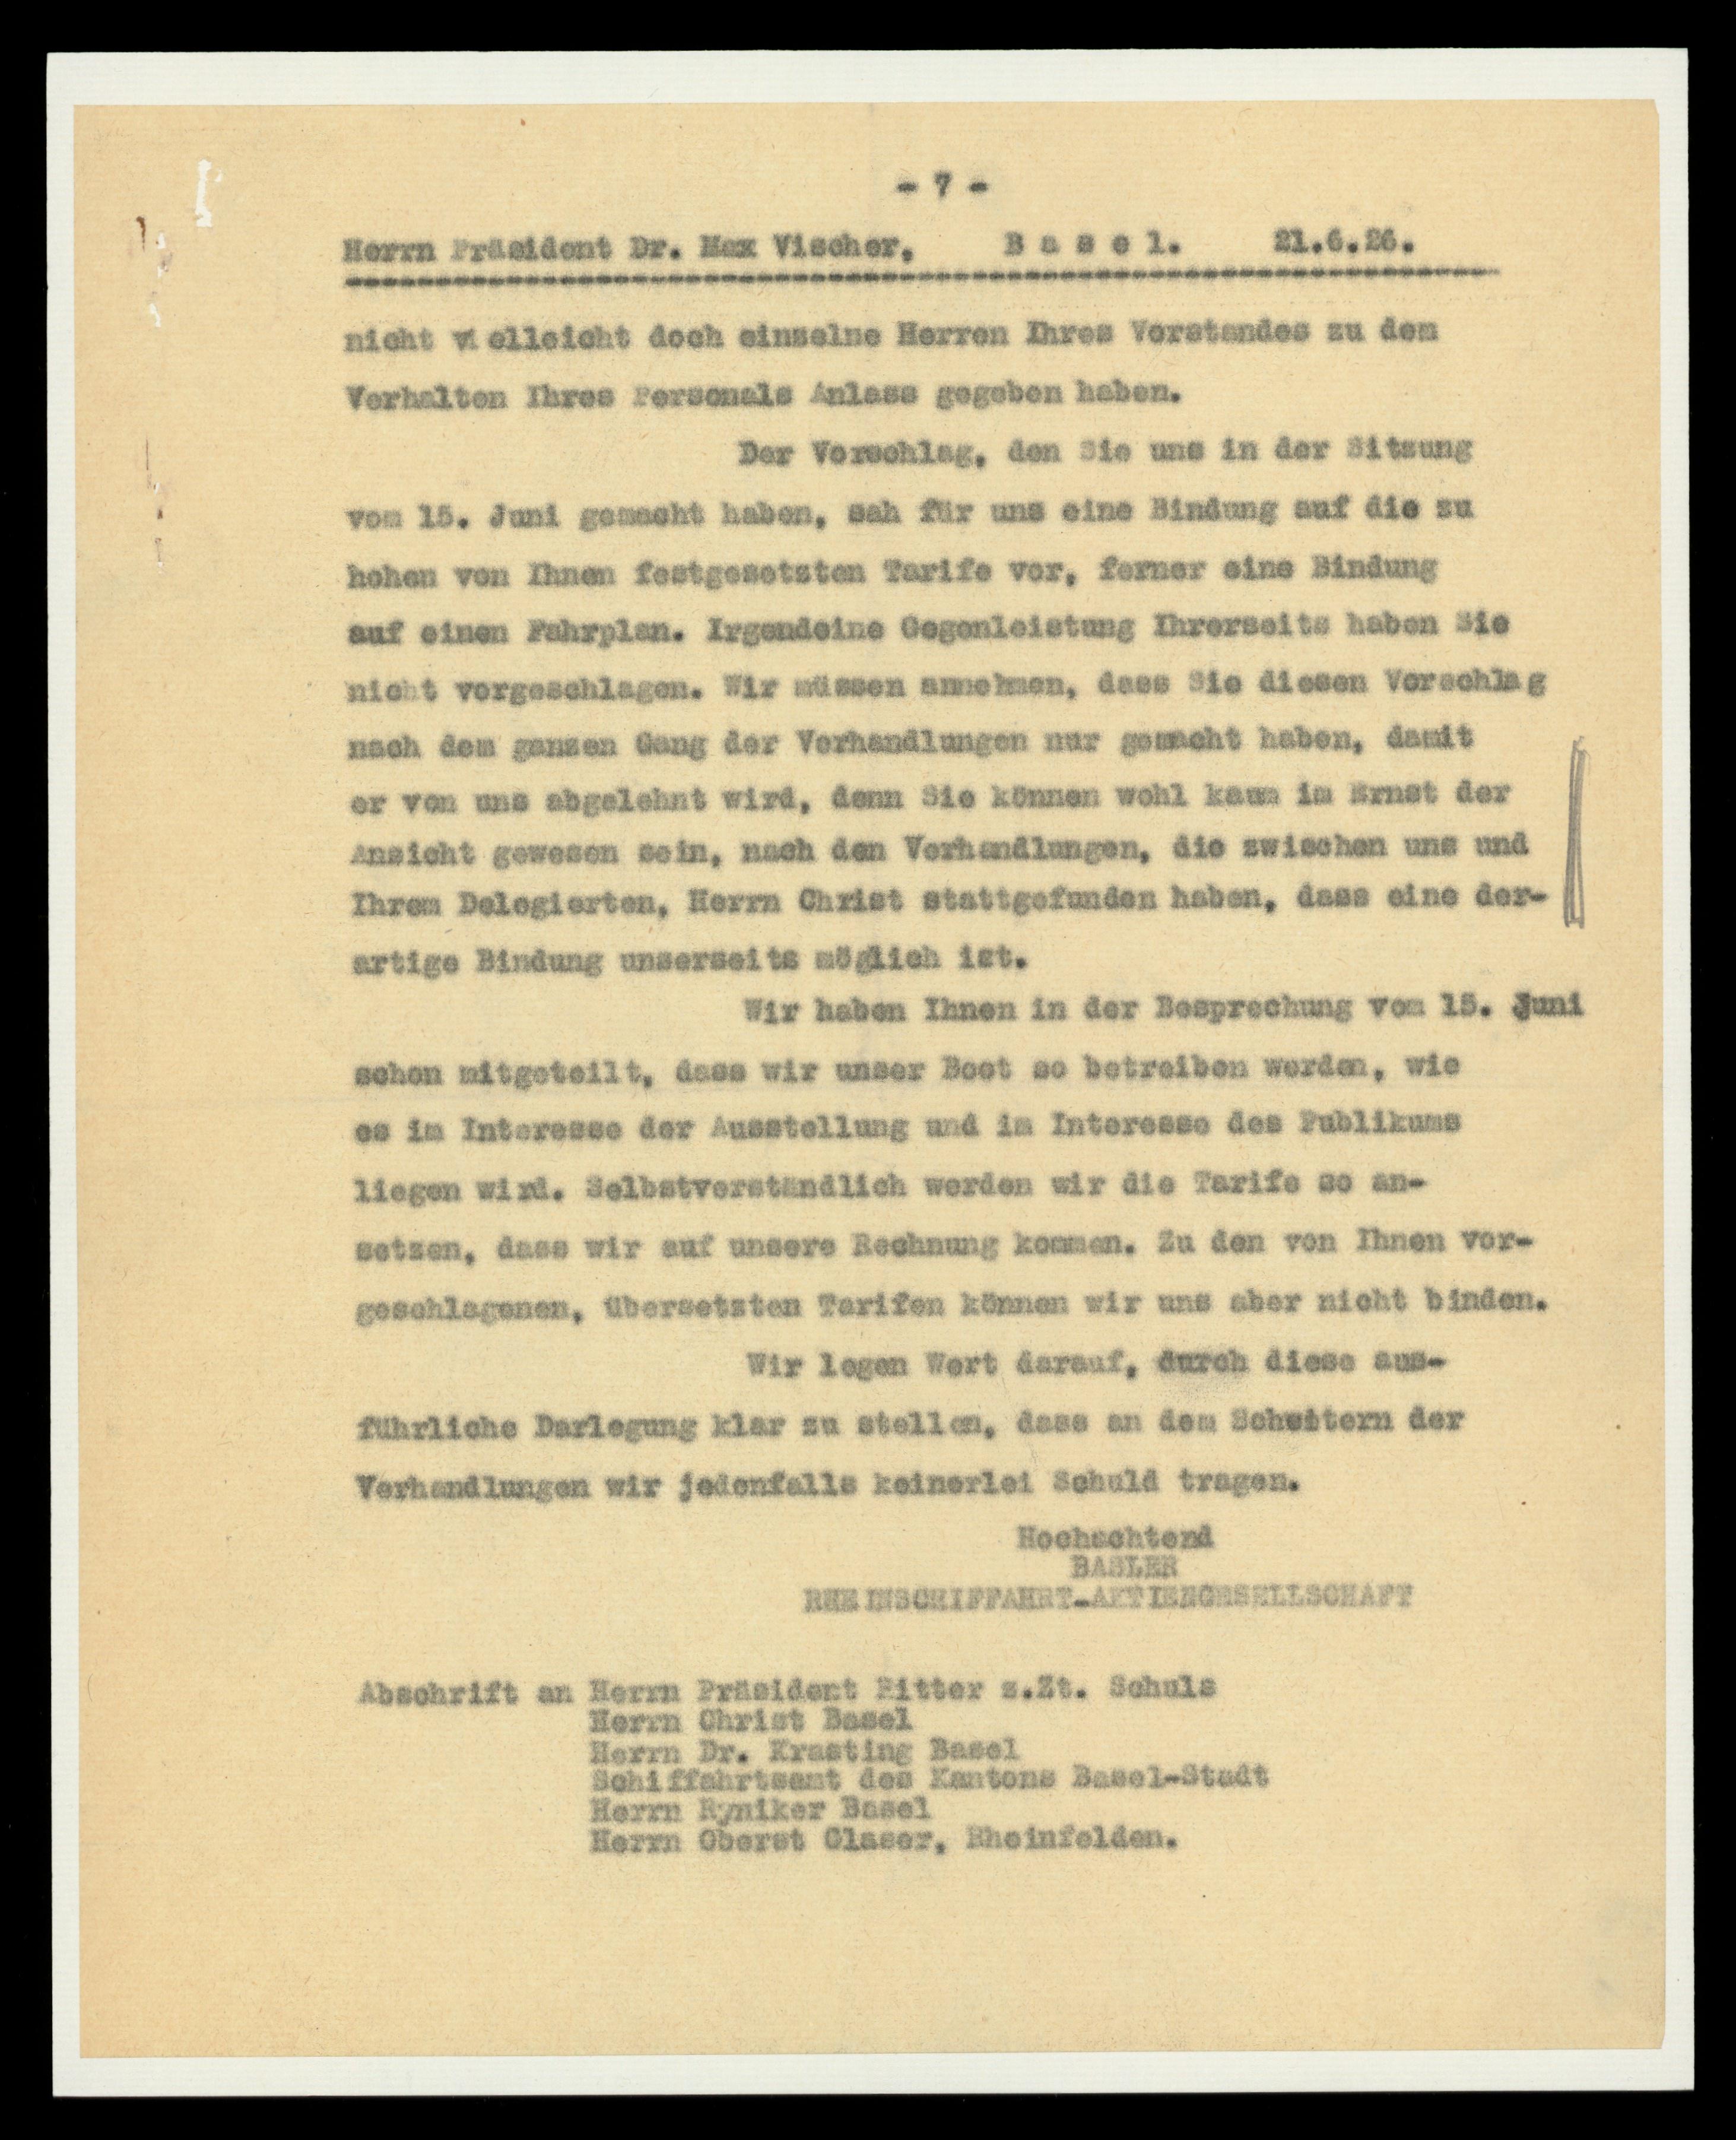 - 7 -
Herrn Präsident Dr. Max Vischer, B a s e l. 21.6.26.
nicht vielleicht doch einzelne Herren Ihres Vorstandes zu dem
Verhalten Ihres Personals Anlass gegeben haben.
Der Vorschlag, den Sie uns in der Sitzung
vom 15. Juni gemacht haben, sah für uns eine Bindung auf die zu
hohen von Ihnen festgesetzten Tarife vor, ferner eine Bindung
auf einen Fahrplan. Irgendeine Gegenleistung Ihrerseits haben Sie
nicht vorgeschlagen. Wir müssen annehmen, dass Sie diesen Vorschlag
nach dem ganzen Gang der Verhandlungen nur gemacht haben, damit
er von uns abgelehnt wird, denn Sie können wohl kaum im Ernst der
Ansicht gewesen sein, nach den Verhandlungen, die zwischen uns und
Ihrem Delegierten, Herrn Christ stattgefunden haben, dass eine der-
artige Bindung unserseits möglich ist.
Wir haben Ihnen in der Besprechung vom 15. Juni
schon mitgeteilt, dass wir unser Boot so betreiben werden, wie
es im Interesse der Ausstellung und im Interesse des Publikums
liegen wird. Selbstverständlich werden wir die Tarife so an-
setzen, dass wir auf unsere Rechnung kommen. Zu den von Ihnen vor-
geschlagenen, übersetzten Tarifen können wir uns aber nicht binden.
Wir legen Wert darauf, durch diese aus-
führliche Darlegung klar zu stellen, dass an dem Scheitern der
Verhandlungen wir jedenfalls keinerlei Schuld tragen.
Hochachtend
BASLER
RHEINSCHIFFAHRT-AKTIENGESELLSCHAFT
Abschrift an Herrn Präsident Ritter z.Zt. Schuls
Herrn Christ Basel
Herrn Dr. Krasting Basel
Schiffahrtsamt des Kantons Basel-Stadt
Herrn Ryniker Basel
Herrn Oberst Glaser, Rheinfelden.